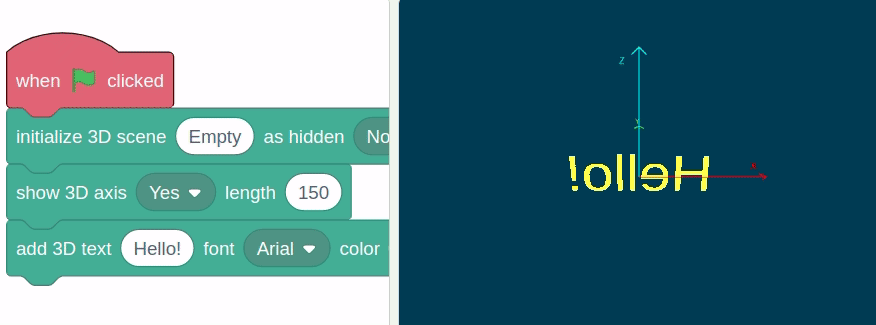 when clicked
initialize 3D scene Empty as hidden No
show 3D axis Yes length 150
add 3D text Hello! font Arial color
Z
Y
X
Hello!